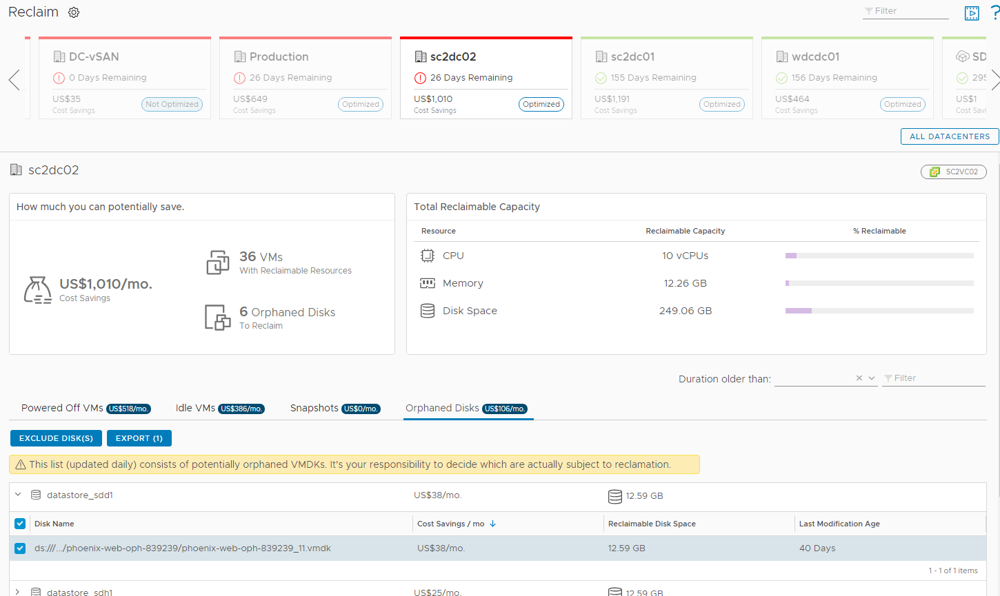 Reclaim
Filter
DC-vSAN
0 Days Remaining
US$35
Cost Savings
Not Optimized
Production
26 Days Remaining
US$649
Cost Savings
Optimized
sc2dc02
26 Days Remaining
US$1,010
Cost Savings
Optimized
sc2dc01
155 Days Remaining
US$1,191
Cost Savings
Optimized
wdcdc01
156 Days Remaining
US$464
Cost Savings
Optimized
SD
295
US$1
Cost Savi
ALL DATACENTERS
sc2dc02
SC2VC02
How much you can potentially save.
US$1,010/mo.
Cost Savings
36 VMs
With Reclaimable Resources
6 Orphaned Disks
To Reclaim
Total Reclaimable Capacity
Resource Reclaimable Capacity % Reclaimable
CPU 10 vCPUs
Memory 12.26 GB
Disk Space 249.06 GB
Duration older than:
Filter
Powered Off VMs US$518/mo. Idle VMs US$386/mo. Snapshots US$0/mo. Orphaned Disks US$106/mo.
EXCLUDE DISK(S) EXPORT (1)
This list (updated daily) consists of potentially orphaned VMDKs. It's your responsibility to decide which are actually subject to reclamation.
datastore_sdd1 US$38/mo. 12.59 GB
Disk Name Cost Savings / mo Reclaimable Disk Space Last Modification Age
ds:///.../phoenix-web-oph-839239/phoenix-web-oph-839239_11.vmdk US$38/mo. 12.59 GB 40 Days
1 - 1 of 1 items
datastore_sdh1 US$25/mo. 12.59 GB